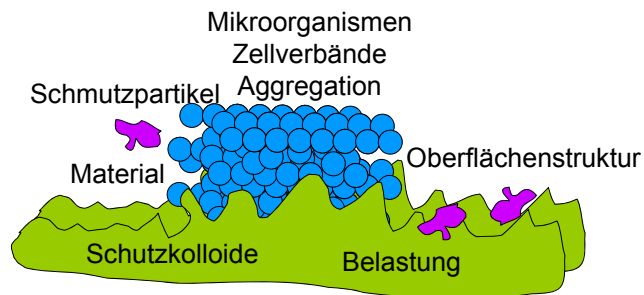 Mikroorganismen
Zellverbände
Aggregation
Schmutzpartikel
Oberflächenstruktur
Material
Schutzkolloide
Belastung